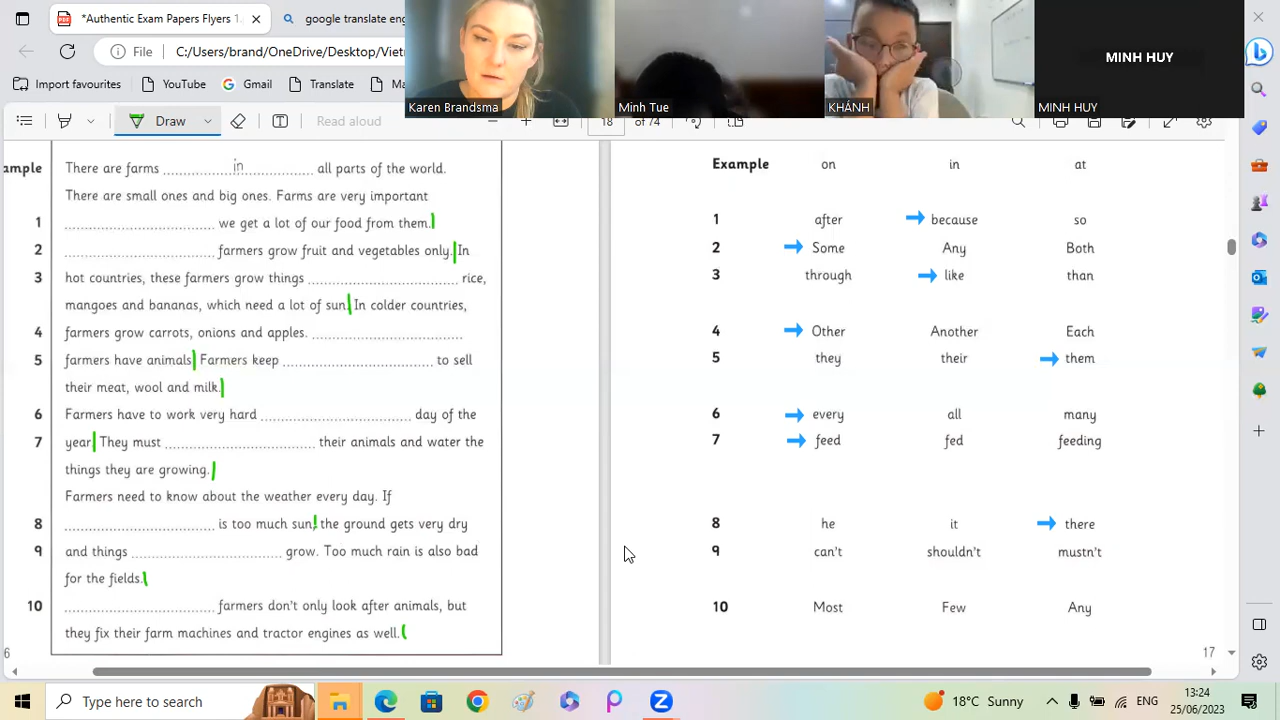 *Authentic Exam Papers Flyers 1
google translate en
File
C:/Users/brand/OneDrive/Desktop/Viet
Import favourites
YouTube
Gmail
Karen Brandsma
Minh Tue
KHÁNH
MINH HUY
MINH HUY
Draw
Read aloud
18 of 74
ample There are farms in all parts of the world.
There are small ones and big ones. Farms are very important
1 we get a lot of our food from them.
2 farmers grow fruit and vegetables only. In
3 hot countries, these farmers grow things rice,
mangoes and bananas, which need a lot of sun. In colder countries,
4 farmers grow carrots, onions and apples.
5 farmers have animals. Farmers keep to sell
their meat, wool and milk.
6 Farmers have to work very hard day of the
7 year. They must their animals and water the
things they are growing.
Farmers need to know about the weather every day. If
8 is too much sun, the ground gets very dry
9 and things grow. Too much rain is also bad
for the fields.
10 farmers don't only look after animals, but
they fix their farm machines and tractor engines as well.
6
Example on in at
1 after because so
2 Some Any Both
3 through like than
4 Other Another Each
5 they their them
6 every all many
7 feed fed feeding
8 he it there
9 can't shouldn't mustn't
10 Most Few Any
17
Type here to search
18°C Sunny
ENG
13:24
25/06/2023